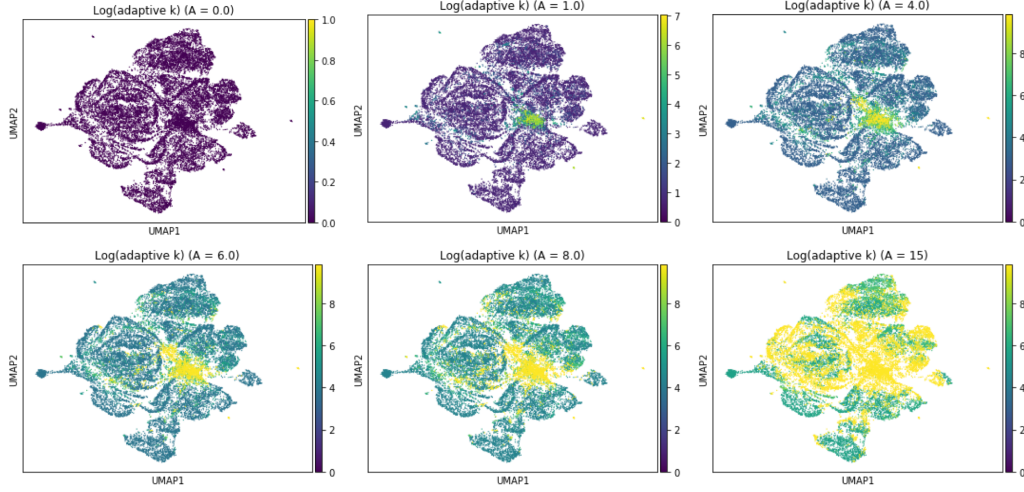 Log(adaptive k) (A = 0.0)
Log(adaptive k) (A = 1.0)
Log(adaptive k) (A = 4.0)
1.0
0.8
0.6
0.4
0.2
0.0
7
6
5
4
3
2
1
0
8
6
4
2
0
UMAP2
UMAP2
UMAP2
UMAP1
UMAP1
UMAP1
Log(adaptive k) (A = 6.0)
Log(adaptive k) (A = 8.0)
Log(adaptive k) (A = 15)
8
6
4
2
0
8
6
4
2
0
8
6
4
2
0
UMAP2
UMAP2
UMAP2
UMAP1
UMAP1
UMAP1